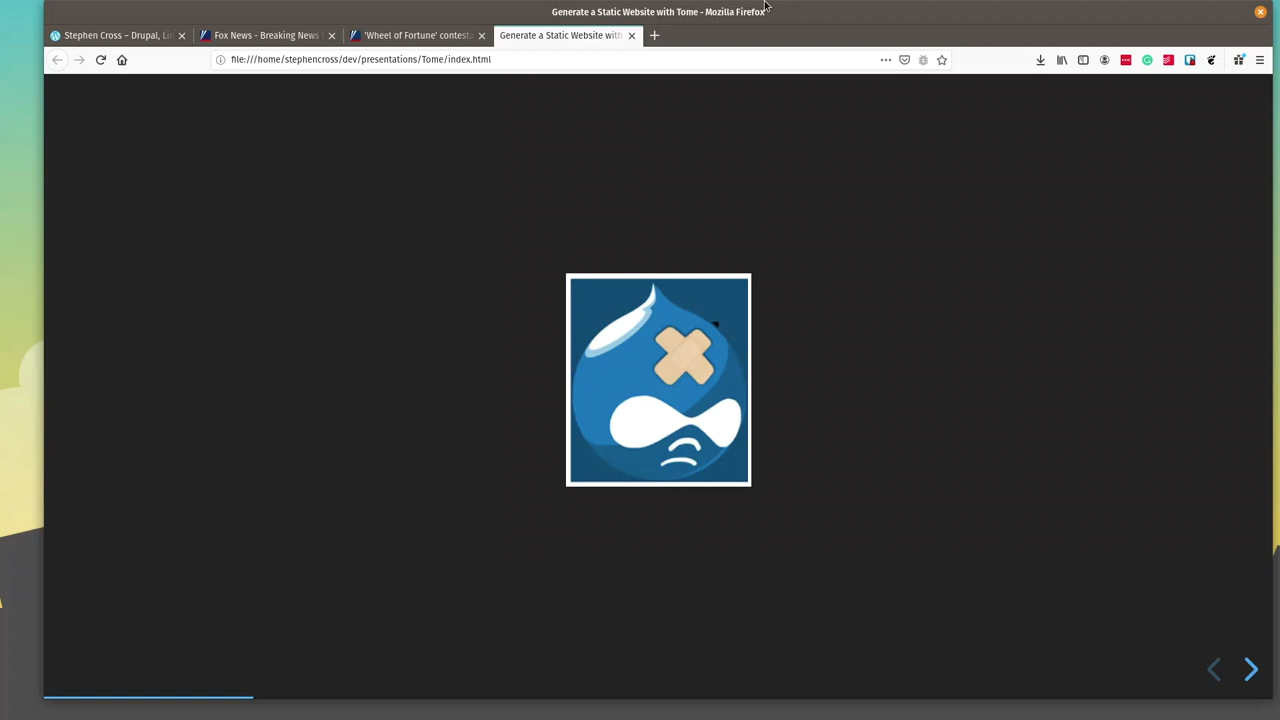 Generate a Static Website with Tome - Mozilla Firefox
Stephen Cross – Drupal, Lin
Fox News - Breaking News
'Wheel of Fortune' contesta
Generate a Static Website with
file:///home/stephencross/dev/presentations/Tome/index.html